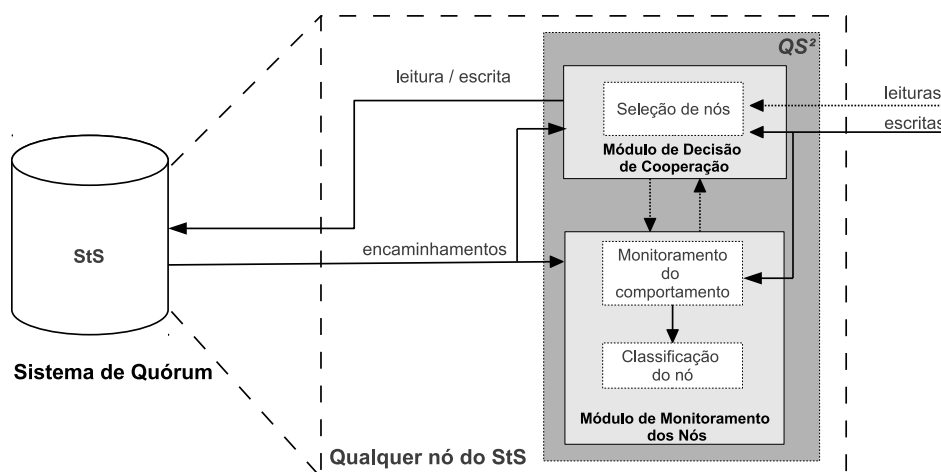 QS²
leitura / escrita
Seleção de nós
leituras
escritas
Módulo de Decisão
de Cooperação
StS
encaminhamentos
Monitoramento
do
comportamento
Sistema de Quórum
Classificação
do nó
Módulo de Monitoramento
dos Nós
Qualquer nó do StS